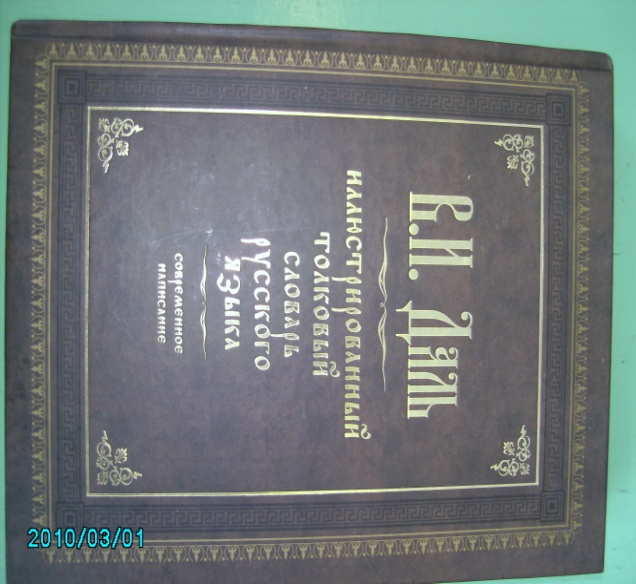 В.И. Даль
ИЛЛЮСТРИРОВАННЫЙ
ТОЛКОВЫЙ
СЛОВАРЬ
РУССКОГО
ЯЗЫКА
СОВРЕМЕННОЕ
НАПИСАНИЕ
2010/03/01